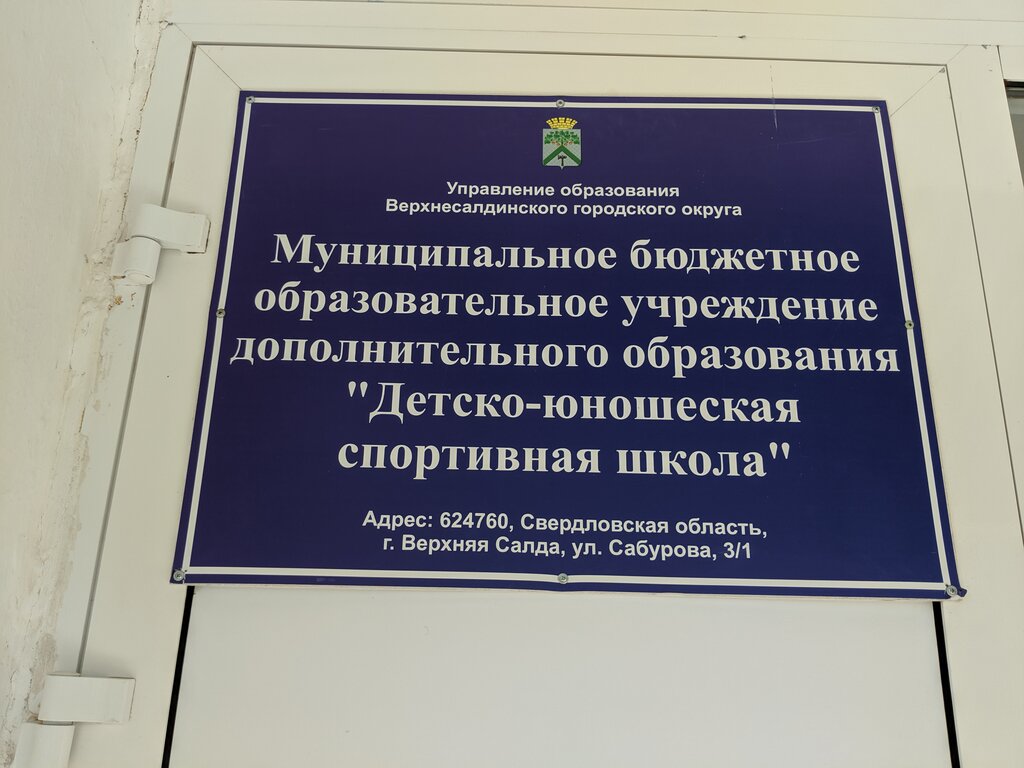 Управление образования
Верхнесалдинского городского округа
Муниципальное бюджетное
образовательное учреждение
дополнительного образования
"Детско-юношеская
спортивная школа"
Адрес: 624760, Свердловская область,
г. Верхняя Салда, ул. Сабурова, 3/1